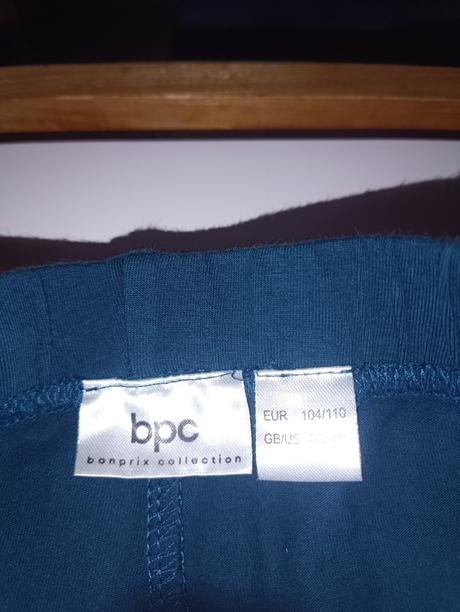 bpc
bonprix collection
EUR 104/110
GB/US